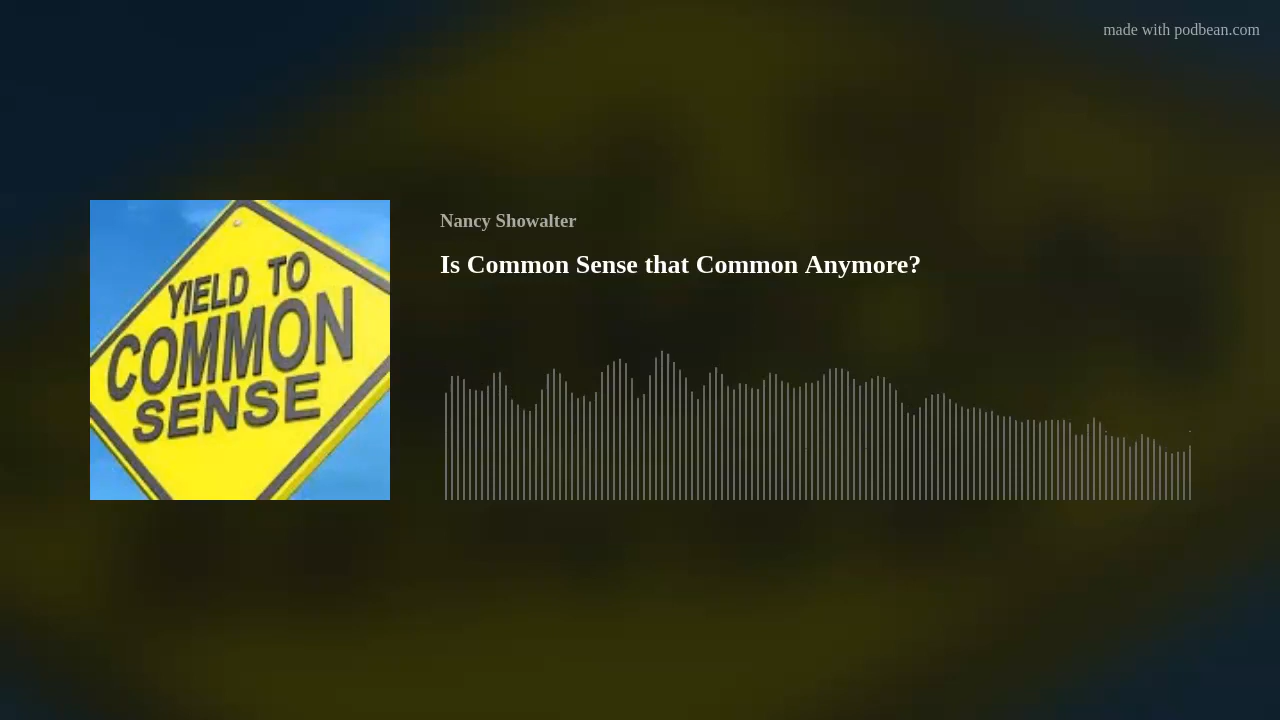 made with podbean.com
YIELD TO
COMMON
SENSE
Nancy Showalter
Is Common Sense that Common Anymore?